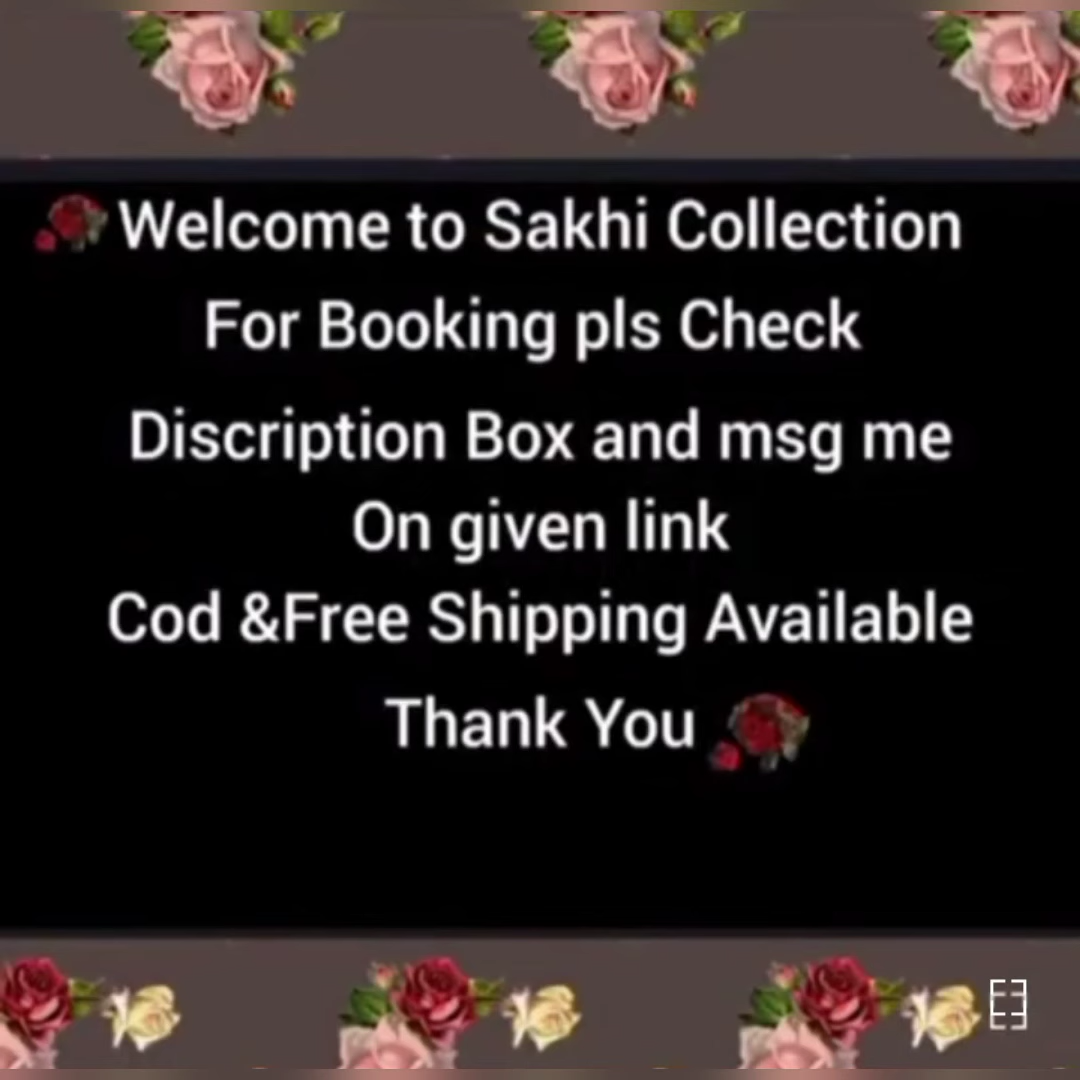 Welcome to Sakhi Collection
For Booking pls Check
Discription Box and msg me
On given link
Cod &Free Shipping Available
Thank You